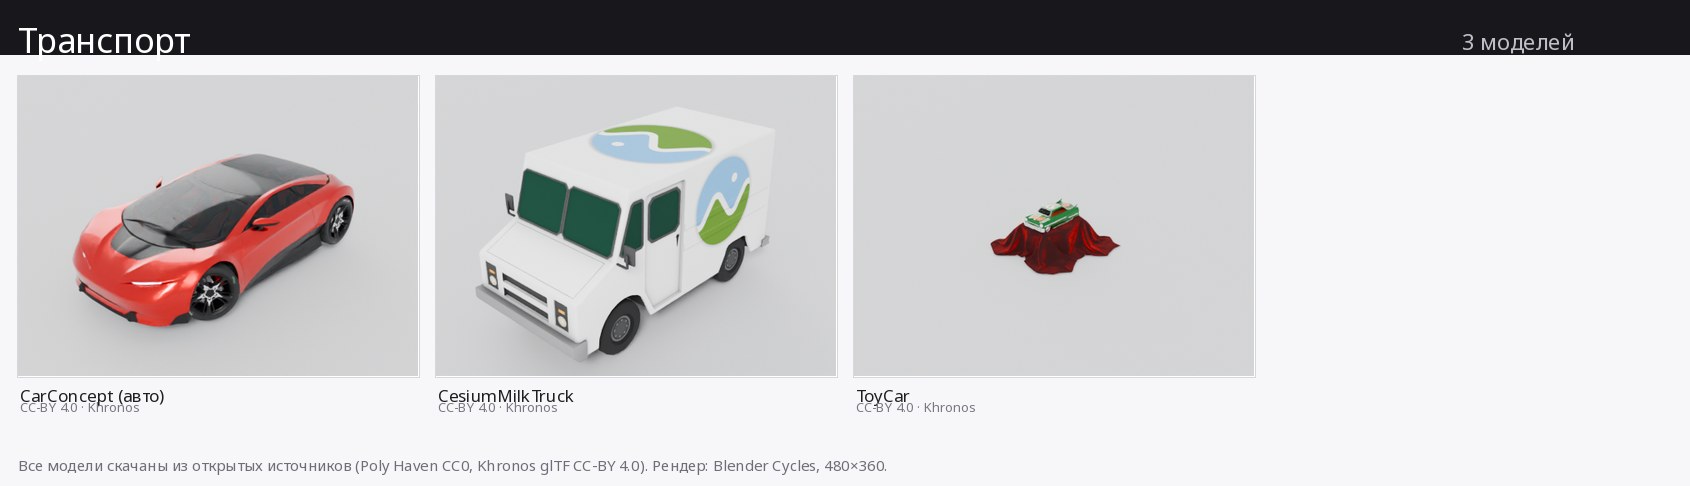 Транспорт
3 моделей
CarConcept (авто)
CC-BY 4.0 · Khronos
CesiumMilkTruck
CC-BY 4.0 · Khronos
ToyCar
CC-BY 4.0 · Khronos
Все модели скачаны из открытых источников (Poly Haven CC0, Khronos glTF CC-BY 4.0). Рендер: Blender Cycles, 480×360.